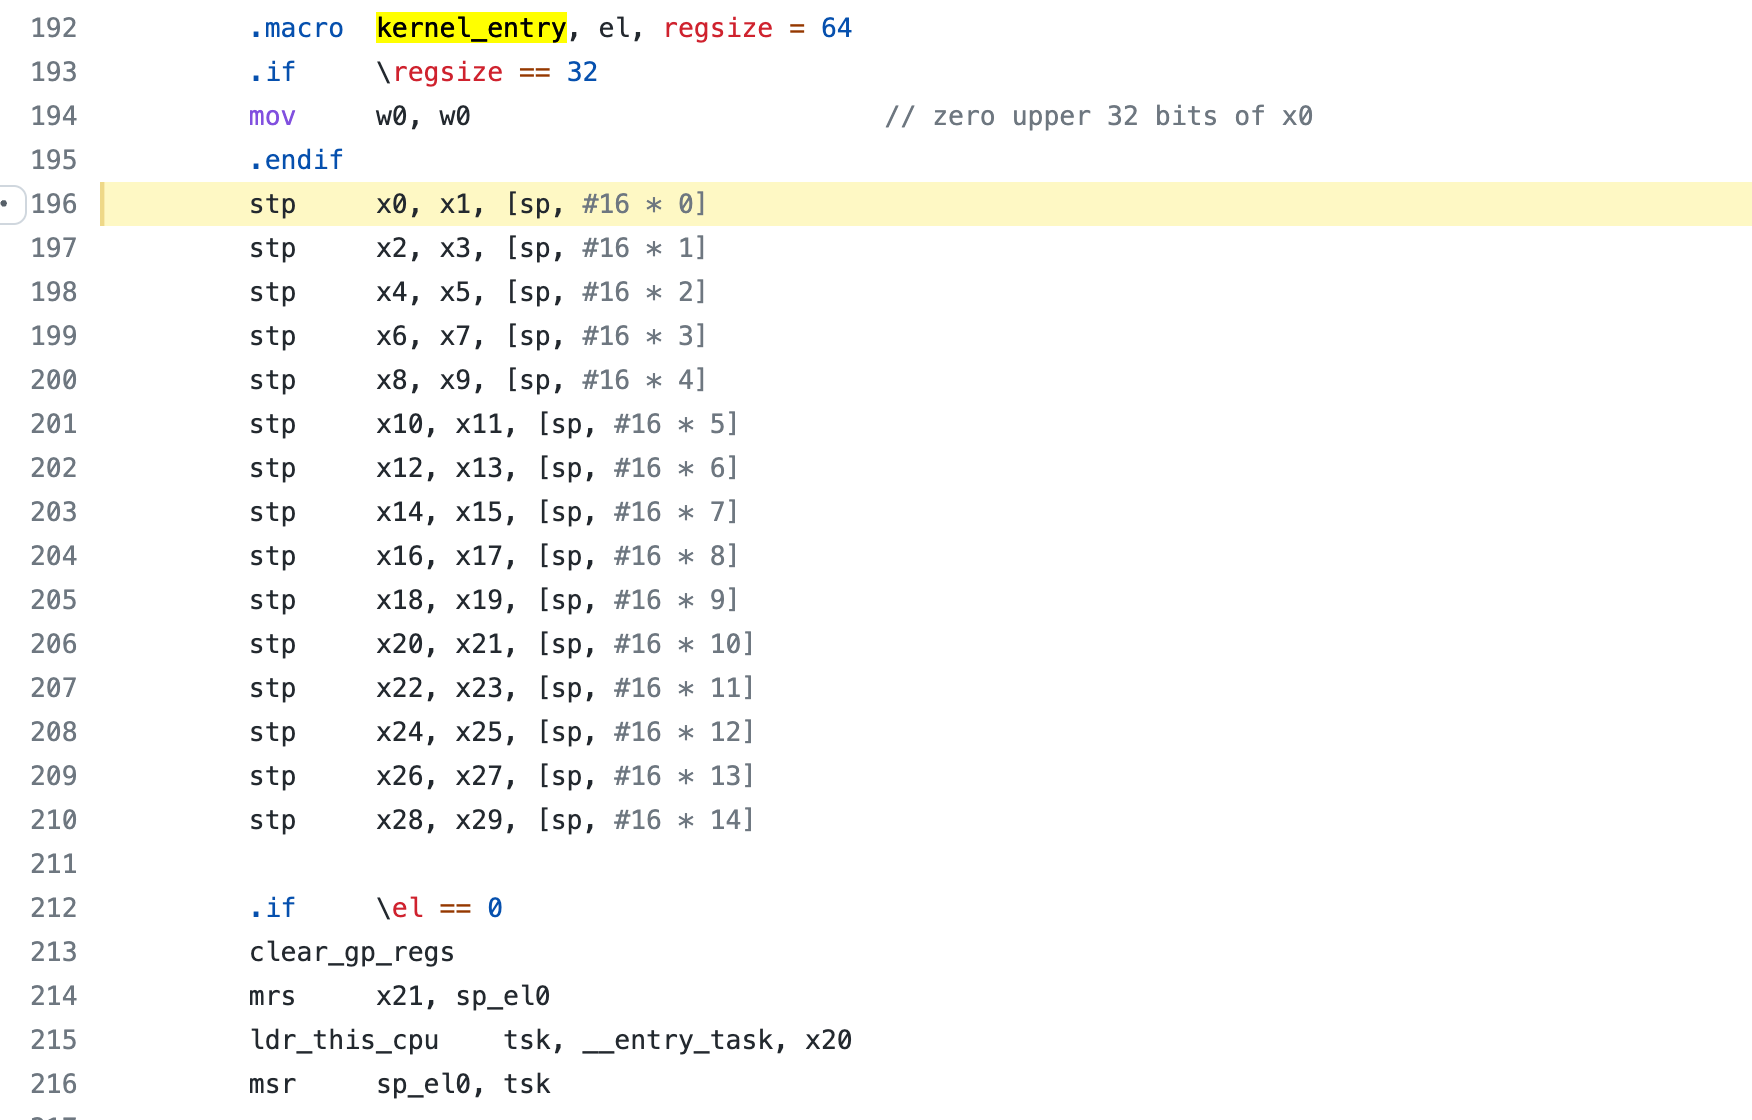 192 .macro kernel_entry, el, regsize = 64
193 .if \regsize == 32
194 mov w0, w0 // zero upper 32 bits of x0
195 .endif
196 stp x0, x1, [sp, #16 * 0]
197 stp x2, x3, [sp, #16 * 1]
198 stp x4, x5, [sp, #16 * 2]
199 stp x6, x7, [sp, #16 * 3]
200 stp x8, x9, [sp, #16 * 4]
201 stp x10, x11, [sp, #16 * 5]
202 stp x12, x13, [sp, #16 * 6]
203 stp x14, x15, [sp, #16 * 7]
204 stp x16, x17, [sp, #16 * 8]
205 stp x18, x19, [sp, #16 * 9]
206 stp x20, x21, [sp, #16 * 10]
207 stp x22, x23, [sp, #16 * 11]
208 stp x24, x25, [sp, #16 * 12]
209 stp x26, x27, [sp, #16 * 13]
210 stp x28, x29, [sp, #16 * 14]
211
212 .if \el == 0
213 clear_gp_regs
214 mrs x21, sp_el0
215 ldr_this_cpu tsk, __entry_task, x20
216 msr sp_el0, tsk